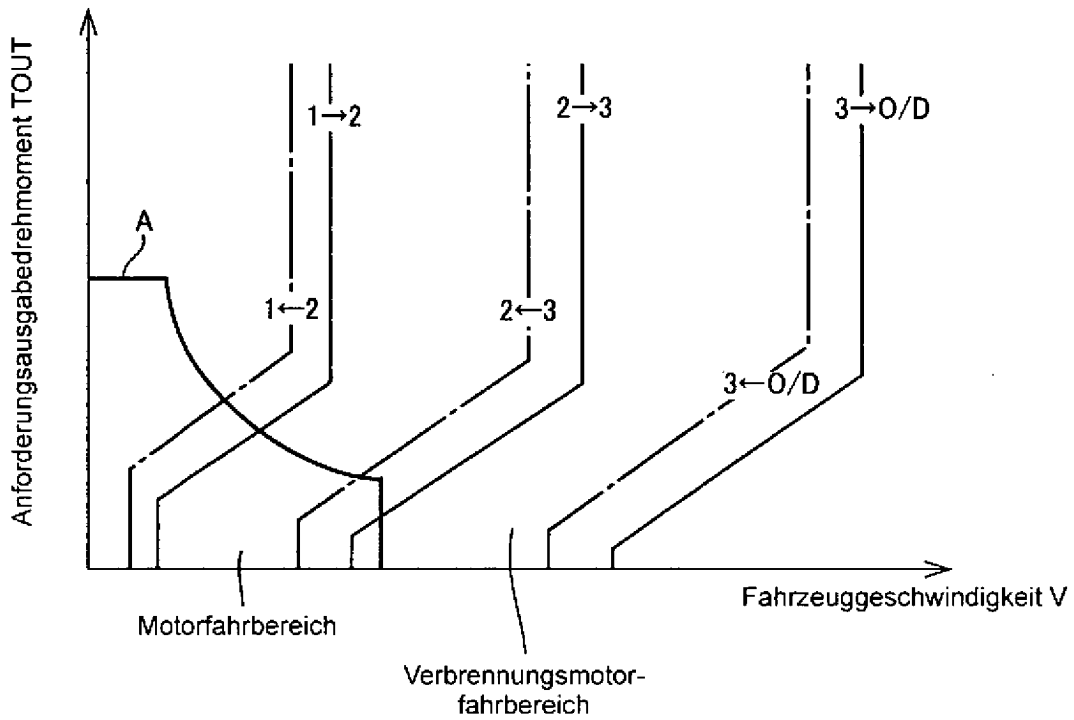 Anforderungsausgabedrehmoment TOUT
1→2
2→3
3→O/D
A
1←2
2←3
3←O/D
Fahrzeuggeschwindigkeit V
Motorfahrbereich
Verbrennungsmotor-
fahrbereich